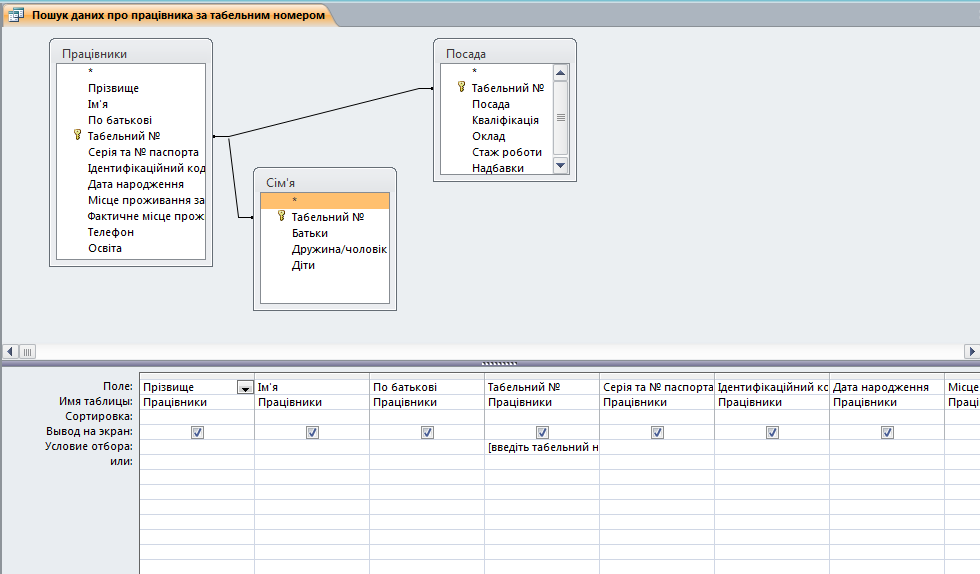 Пошук даних про працівника за табельним номером
Працівники
*
Прізвище
Ім'я
По батькові
Табельний №
Серія та № паспорта
Ідентифікаційний код
Дата народження
Місце проживання за
Фактичне місце прож
Телефон
Освіта
Посада
*
Табельний №
Посада
Кваліфікація
Оклад
Стаж роботи
Надбавки
Сім'я
*
Табельний №
Батьки
Дружина/чоловік
Діти
Поле: Прізвище Ім'я По батькові Табельний № Серія та № паспорта Ідентифікаційний ко Дата народження Місце
Имя таблицы: Працівники Працівники Працівники Працівники Працівники Працівники Працівники Праці
Сортировка:
Вывод на экран:
Условие отбора: [введіть табельний н
или: